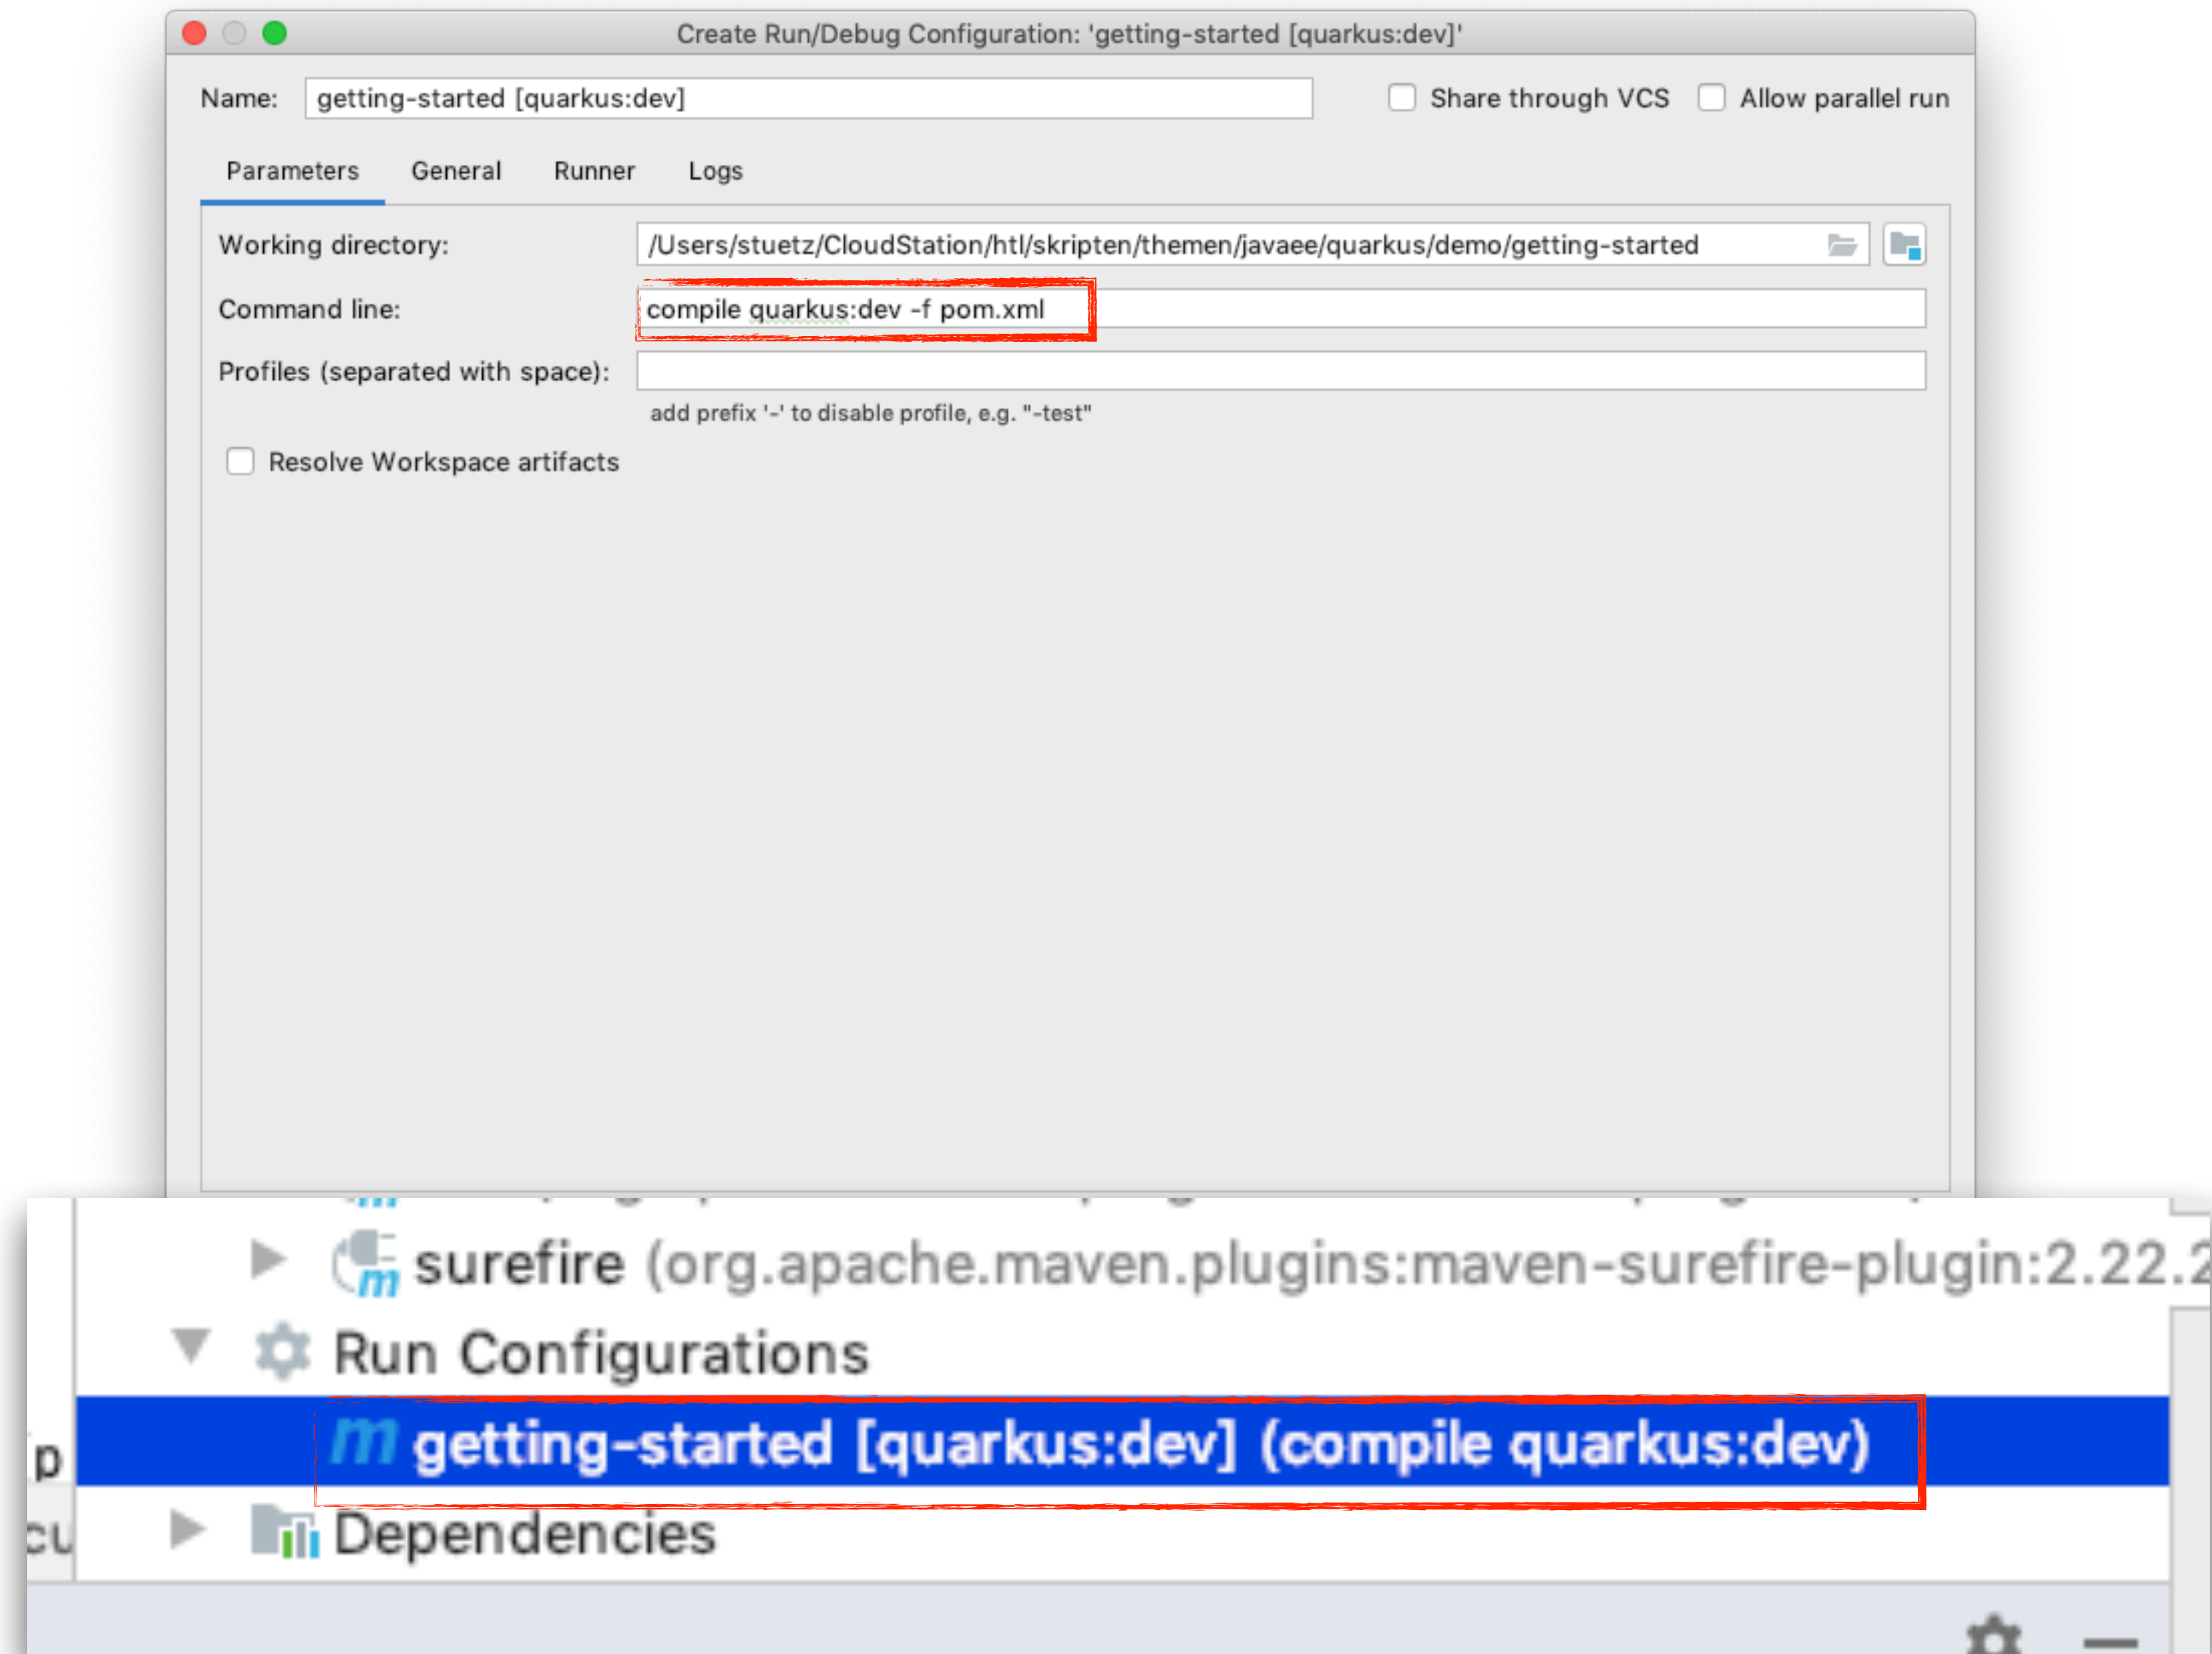 Create Run/Debug Configuration: 'getting-started [quarkus:dev]'
Name: getting-started [quarkus:dev] Share through VCS Allow parallel run
Parameters General Runner Logs
Working directory: /Users/stuetz/CloudStation/htl/skripten/themen/javaee/quarkus/demo/getting-started
Command line: compile quarkus:dev -f pom.xml
Profiles (separated with space):
add prefix '-' to disable profile, e.g. "-test"
Resolve Workspace artifacts
surefire (org.apache.maven.plugins:maven-surefire-plugin:2.22.2
Run Configurations
p m getting-started [quarkus:dev] (compile quarkus:dev)
cu Dependencies